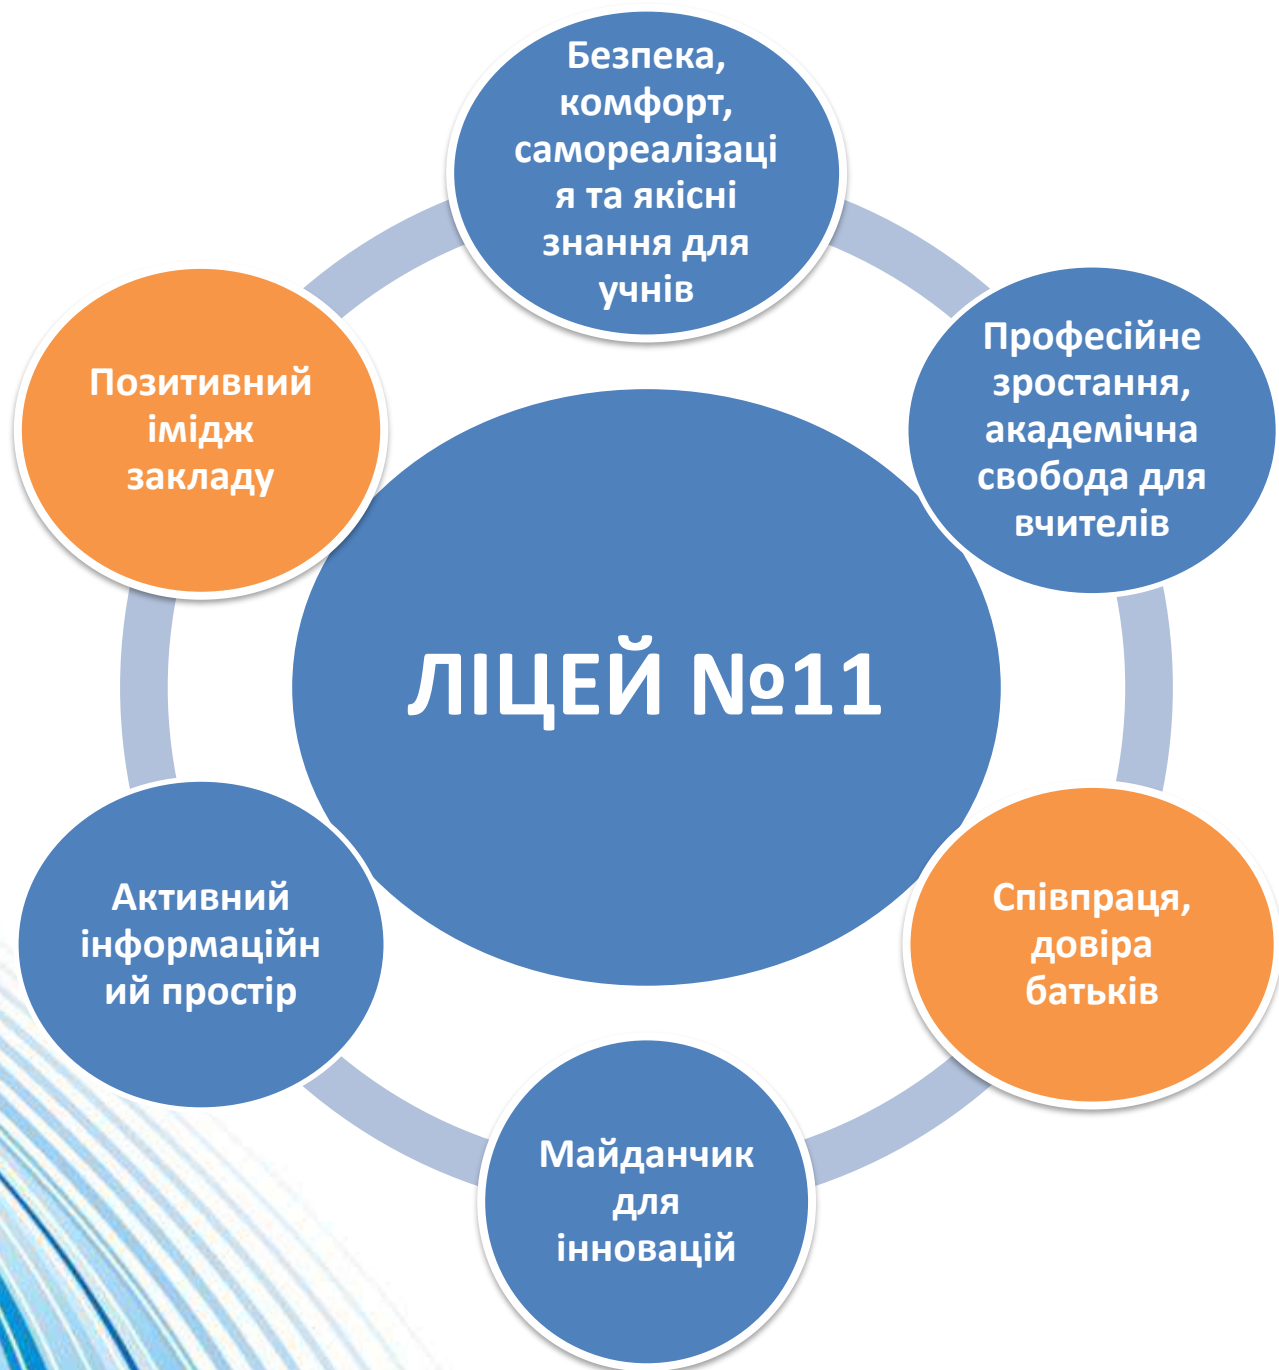 Безпека,
комфорт,
самореалізаці
я та якісні
знання для
учнів
Професійне
зростання,
академічна
свобода для
вчителів
Співпраця,
довіра
батьків
Майданчик
для
інновацій
Активний
інформаційн
ий простір
Позитивний
імідж
закладу
ЛІЦЕЙ №11